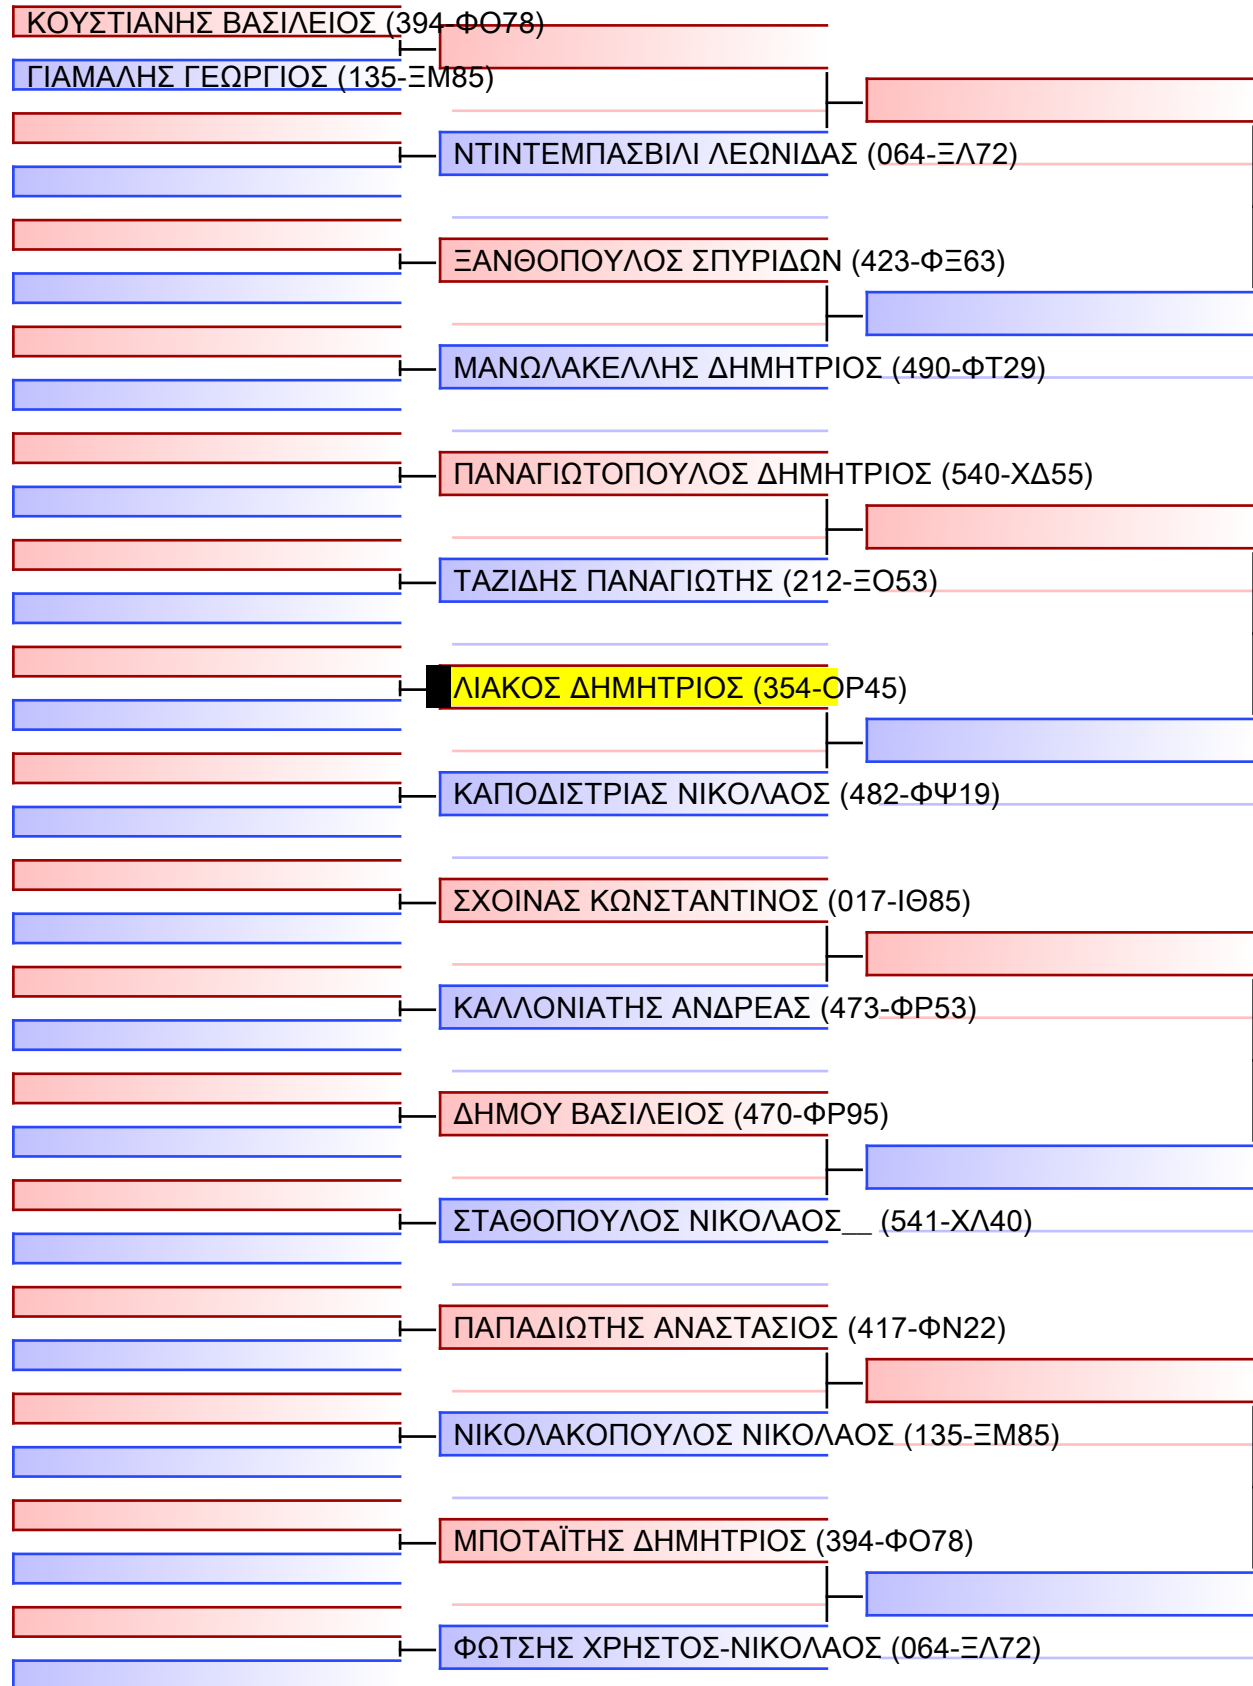 ΚΟΥΣΤΙΑΝΗΣ ΒΑΣΙΛΕΙΟΣ (394-ΦΟ78)
ΓΙΑΜΑΛΗΣ ΓΕΩΡΓΙΟΣ (135-ΞΜ85)
ΝΤΙΝΤΕΜΠΑΣΒΙΛΙ ΛΕΩΝΙΔΑΣ (064-ΞΛ72)
ΞΑΝΘΟΠΟΥΛΟΣ ΣΠΥΡΙΔΩΝ (423-ΦΞ63)
ΜΑΝΩΛΑΚΕΛΛΗΣ ΔΗΜΗΤΡΙΟΣ (490-ΦΤ29)
ΠΑΝΑΓΙΩΤΟΠΟΥΛΟΣ ΔΗΜΗΤΡΙΟΣ (540-ΧΔ55)
ΤΑΖΙΔΗΣ ΠΑΝΑΓΙΩΤΗΣ (212-ΞΟ53)
ΛΙΑΚΟΣ ΔΗΜΗΤΡΙΟΣ (354-ΟΡ45)
ΚΑΠΟΔΙΣΤΡΙΑΣ ΝΙΚΟΛΑΟΣ (482-ΦΨ19)
ΣΧΟΙΝΑΣ ΚΩΝΣΤΑΝΤΙΝΟΣ (017-ΙΘ85)
ΚΑΛΛΟΝΙΑΤΗΣ ΑΝΔΡΕΑΣ (473-ΦΡ53)
ΔΗΜΟΥ ΒΑΣΙΛΕΙΟΣ (470-ΦΡ95)
ΣΤΑΘΟΠΟΥΛΟΣ ΝΙΚΟΛΑΟΣ__ (541-ΧΛ40)
ΠΑΠΑΔΙΩΤΗΣ ΑΝΑΣΤΑΣΙΟΣ (417-ΦΝ22)
ΝΙΚΟΛΑΚΟΠΟΥΛΟΣ ΝΙΚΟΛΑΟΣ (135-ΞΜ85)
ΜΠΟΤΑΪΤΗΣ ΔΗΜΗΤΡΙΟΣ (394-ΦΟ78)
ΦΩΤΣΗΣ ΧΡΗΣΤΟΣ-ΝΙΚΟΛΑΟΣ (064-ΞΛ72)